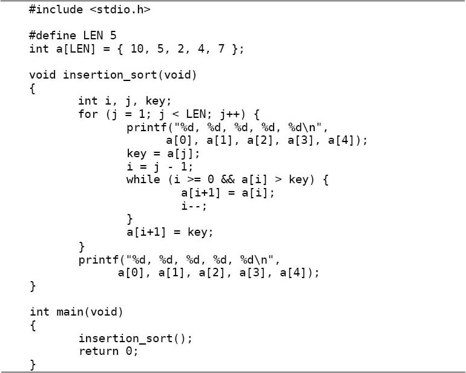 #include <stdio.h>

#define LEN 5
int a[LEN] = { 10, 5, 2, 4, 7 };

void insertion_sort(void)
{
        int i, j, key;
        for (j = 1; j < LEN; j++) {
                printf("%d, %d, %d, %d, %d\n",
                       a[0], a[1], a[2], a[3], a[4]);
                key = a[j];
                i = j - 1;
                while (i >= 0 && a[i] > key) {
                        a[i+1] = a[i];
                        i--;
                }
                a[i+1] = key;
        }
        printf("%d, %d, %d, %d, %d\n",
               a[0], a[1], a[2], a[3], a[4]);
}

int main(void)
{
        insertion_sort();
        return 0;
}